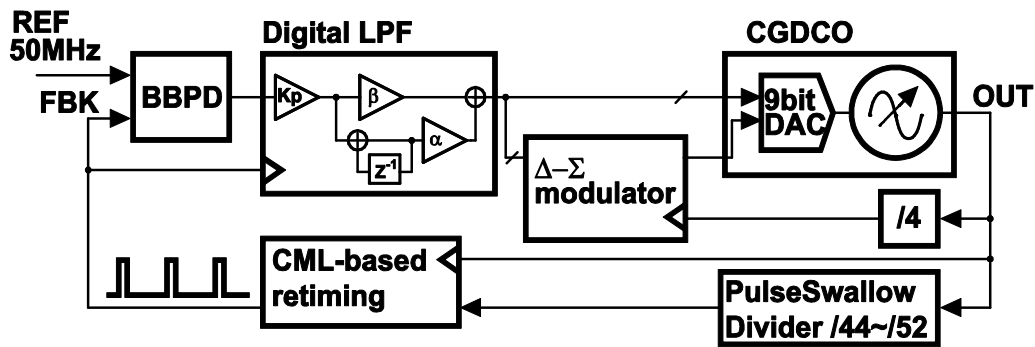 REF
50MHz
FBK
BBPD
Digital LPF
Kp
β
α
z⁻¹
Δ−Σ
modulator
CGDCO
9bit
DAC
OUT
/4
CML-based
retiming
PulseSwallow
Divider /44~/52